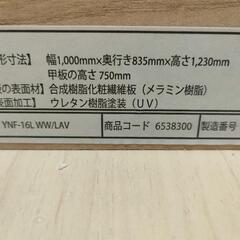 形寸法】 幅1,000mm×奥行き835mm×高さ1,230mm
甲板の高さ 750mm
の表面材】 合成樹脂化粧繊維板（メラミン樹脂）
表面加工】 ウレタン樹脂塗装（UV）
YNF-16L WW/LAV 商品コード 6538300 製造番号